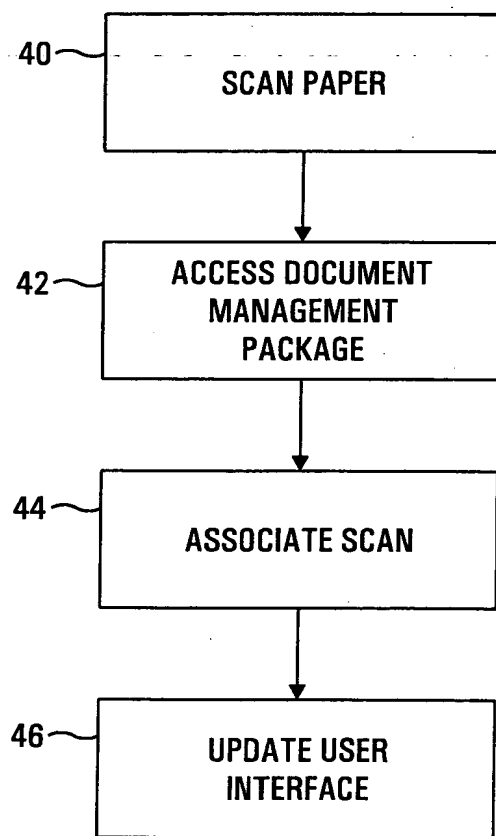 40
SCAN PAPER
42
ACCESS DOCUMENT
MANAGEMENT
PACKAGE
44
ASSOCIATE SCAN
46
UPDATE USER
INTERFACE